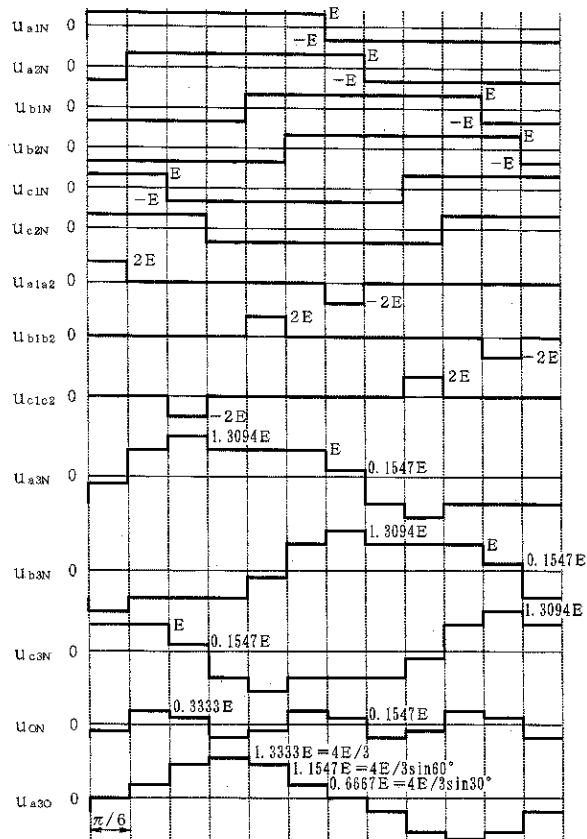 u a1N 0 E
−E
u a2N 0 E
−E
u b1N 0 E
−E
u b2N 0 E
−E
u c1N 0 E
−E
u c2N 0
u a1a2 0 2E
−2E
u b1b2 0 2E
−2E
u c1c2 0 2E
−2E
1.3094E
u a3N 0 E
0.1547E
1.3094E
u b3N 0 E
0.1547E
1.3094E
u c3N 0 E
0.1547E
u ON 0 0.3333E 0.1547E
1.3333E=4E/3
1.1547E=4E/3sin60°
0.6667E=4E/3sin30°
u a3O 0
π/6